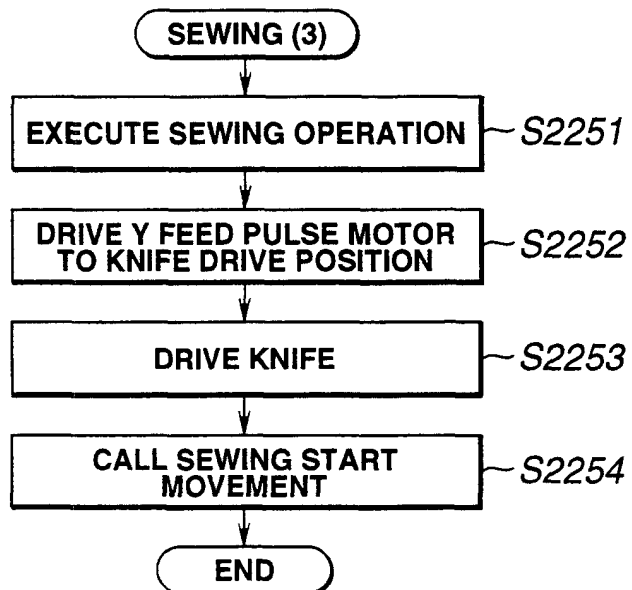 SEWING (3)
EXECUTE SEWING OPERATION
S2251
DRIVE Y FEED PULSE MOTOR
TO KNIFE DRIVE POSITION
S2252
DRIVE KNIFE
S2253
CALL SEWING START
MOVEMENT
S2254
END